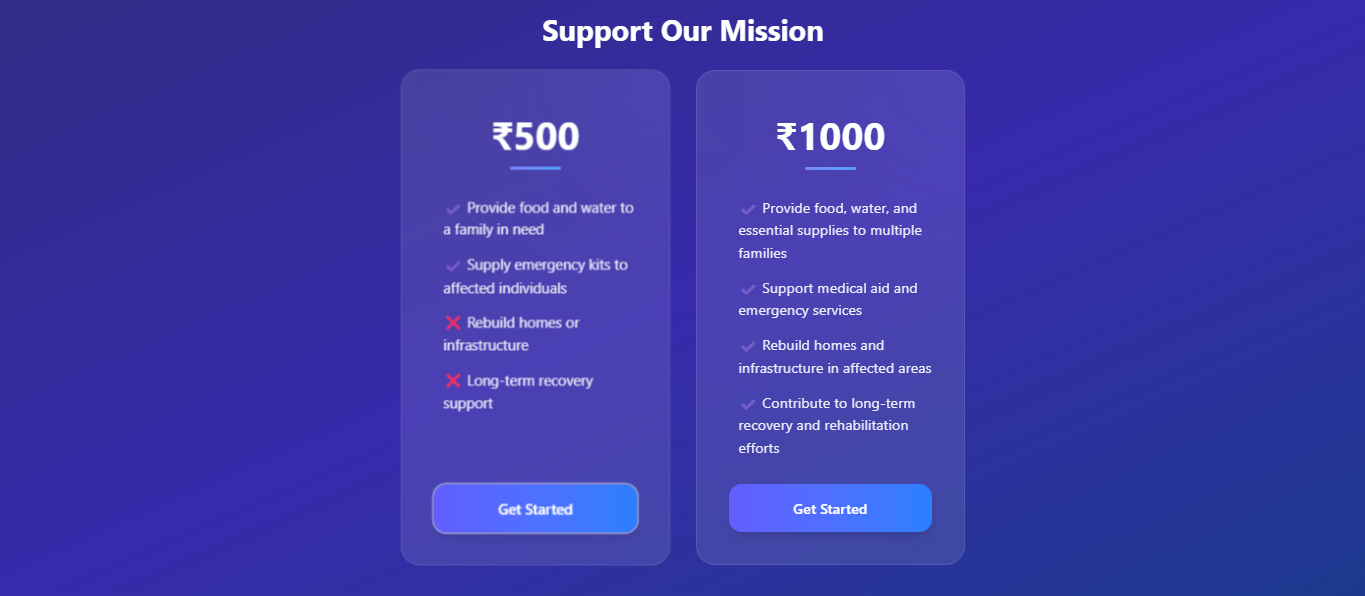 Support Our Mission
₹500
✓ Provide food and water to
a family in need
✓ Supply emergency kits to
affected individuals
❌ Rebuild homes or
infrastructure
❌ Long-term recovery
support
Get Started
₹1000
✓ Provide food, water, and
essential supplies to multiple
families
✓ Support medical aid and
emergency services
✓ Rebuild homes and
infrastructure in affected areas
✓ Contribute to long-term
recovery and rehabilitation
efforts
Get Started